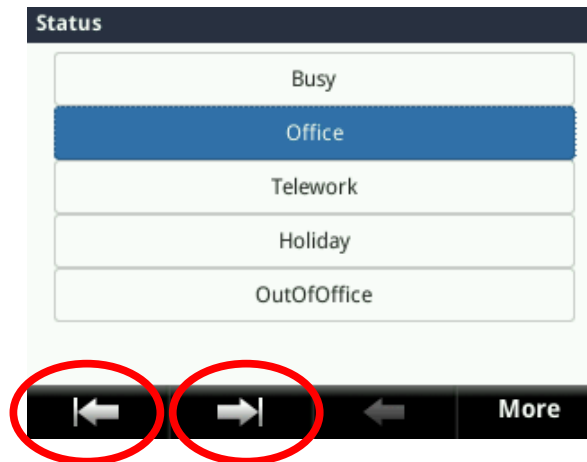 Status
Busy
Office
Telework
Holiday
OutOfOffice
More